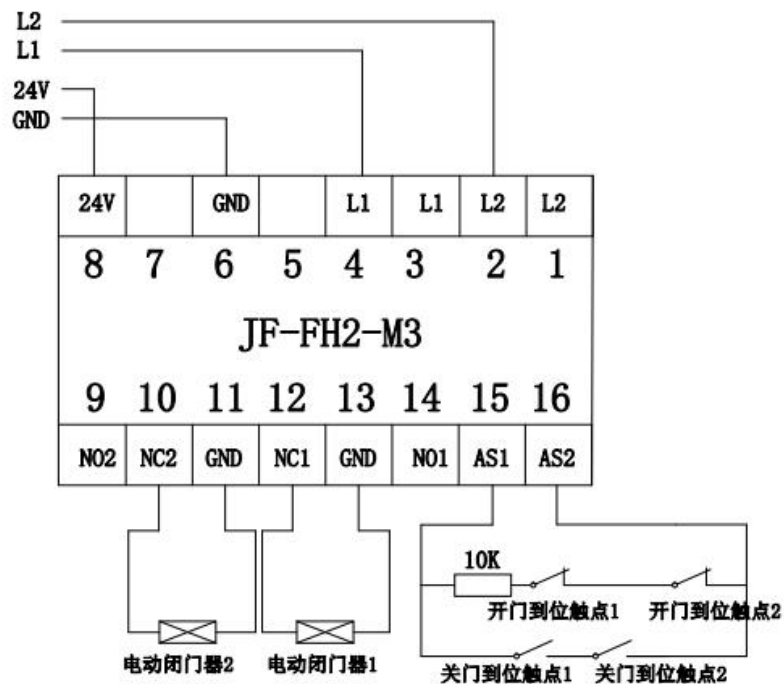 L2
L1
24V
GND
24V GND L1 L1 L2 L2
8 7 6 5 4 3 2 1
JF-FH2-M3
9 10 11 12 13 14 15 16
NO2 NC2 GND NC1 GND NO1 AS1 AS2
10K
开门到位触点1 开门到位触点2
电动闭门器2 电动闭门器1 关门到位触点1 关门到位触点2